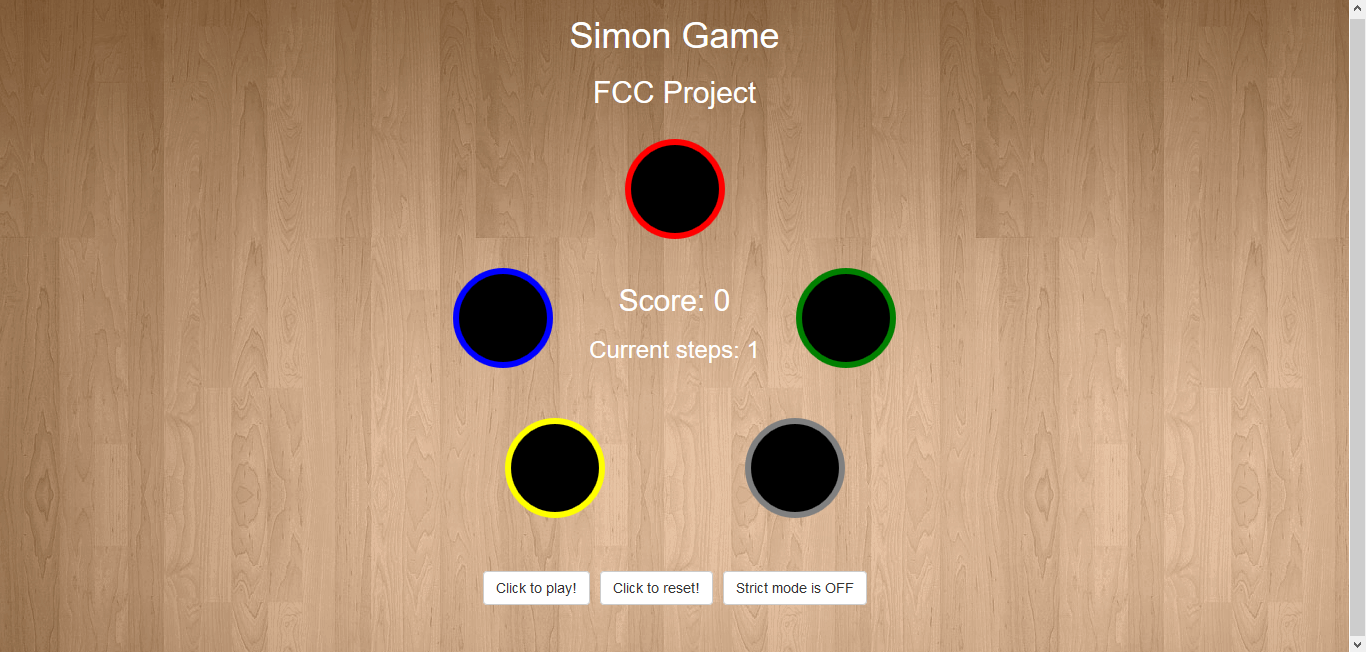 Simon Game
FCC Project
Score: 0
Current steps: 1
Click to play! Click to reset! Strict mode is OFF